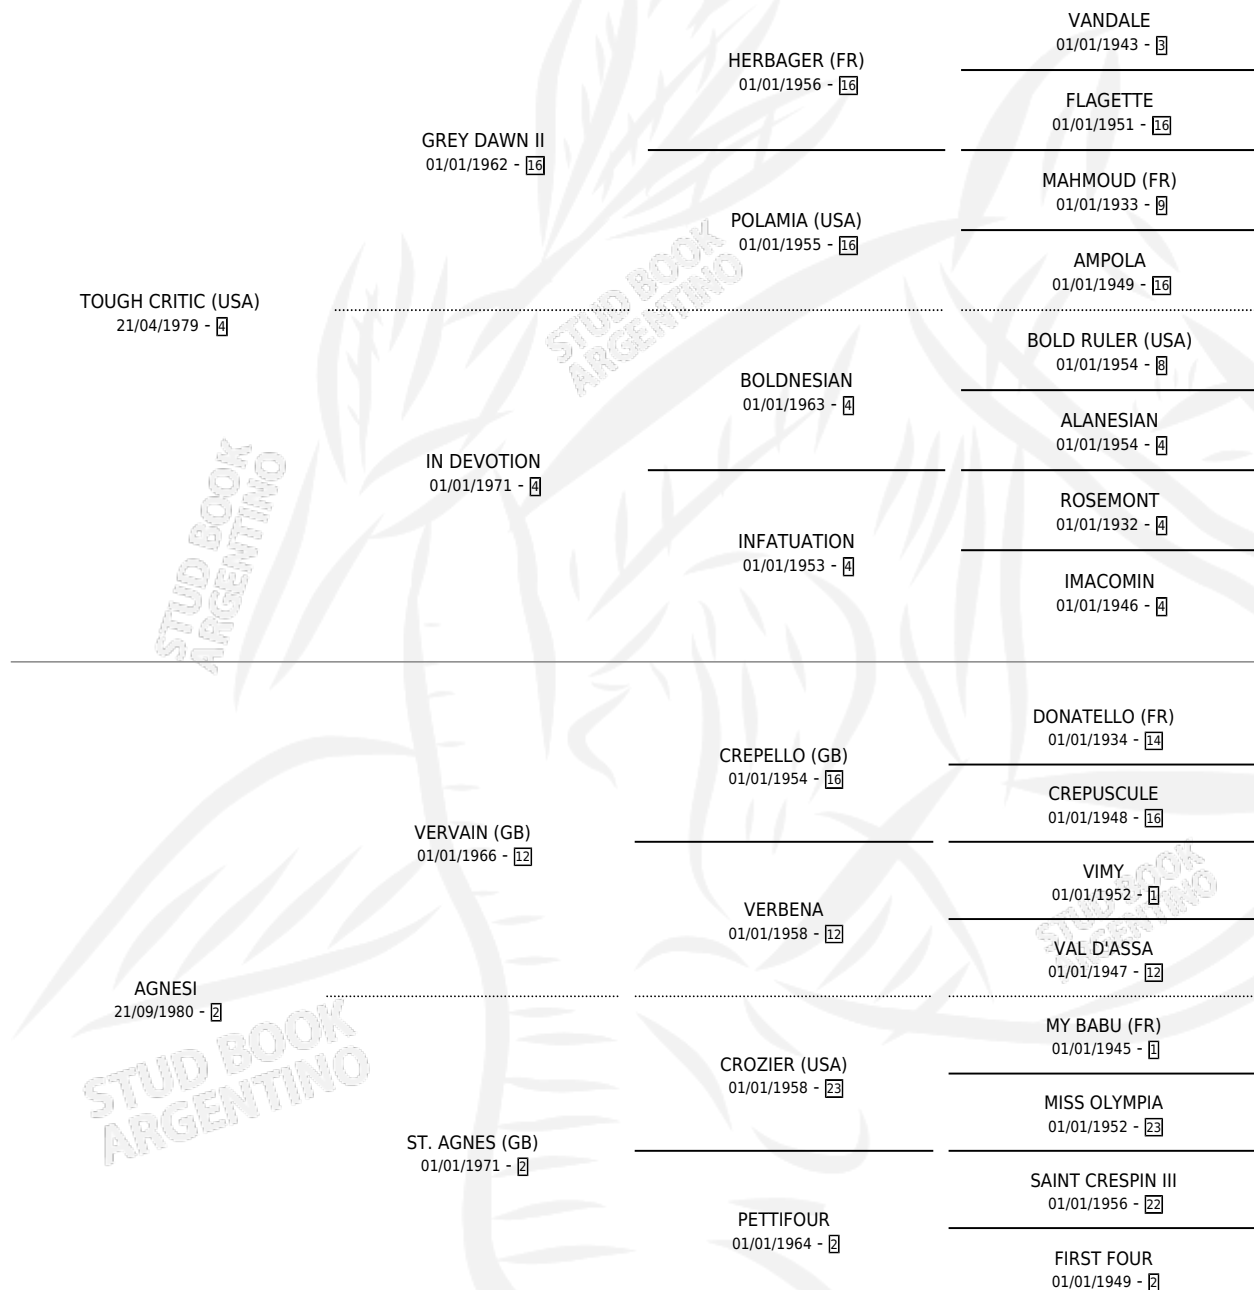 VANDALE
01/01/1943 - 3
HERBAGER (FR)
01/01/1956 - 16
FLAGETTE
01/01/1951 - 16
GREY DAWN II
01/01/1962 - 16
MAHMOUD (FR)
01/01/1933 - 9
POLAMIA (USA)
01/01/1955 - 16
AMPOLA
01/01/1949 - 16
TOUGH CRITIC (USA)
21/04/1979 - 4
BOLD RULER (USA)
01/01/1954 - 8
BOLDNESIAN
01/01/1963 - 4
ALANESIAN
01/01/1954 - 4
IN DEVOTION
01/01/1971 - 4
ROSEMONT
01/01/1932 - 4
INFATUATION
01/01/1953 - 4
IMACOMIN
01/01/1946 - 4
STUD BOOK
ARGENTINO
STUD BOOK
ARGENTINO
DONATELLO (FR)
01/01/1934 - 14
CREPELLO (GB)
01/01/1954 - 16
CREPUSCULE
01/01/1948 - 16
VERVAIN (GB)
01/01/1966 - 12
VIMY
01/01/1952 - 1
VERBENA
01/01/1958 - 12
VAL D'ASSA
01/01/1947 - 12
STUD BOOK
ARGENTINO
AGNESI
21/09/1980 - 2
MY BABU (FR)
01/01/1945 - 1
CROZIER (USA)
01/01/1958 - 23
MISS OLYMPIA
01/01/1952 - 23
STUD BOOK
ARGENTINO
ST. AGNES (GB)
01/01/1971 - 2
SAINT CRESPIN III
01/01/1956 - 22
PETTIFOUR
01/01/1964 - 2
FIRST FOUR
01/01/1949 - 2